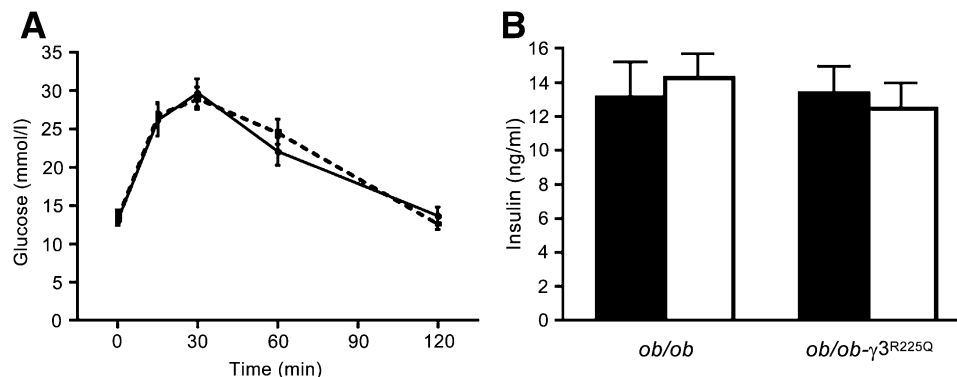 A
35
30
25
20
15
10
5
0
Glucose (mmol/l)
0 30 60 90 120
Time (min)
B
16
14
12
10
8
6
4
2
0
Insulin (ng/ml)
ob/ob ob/ob-γ3R225Q